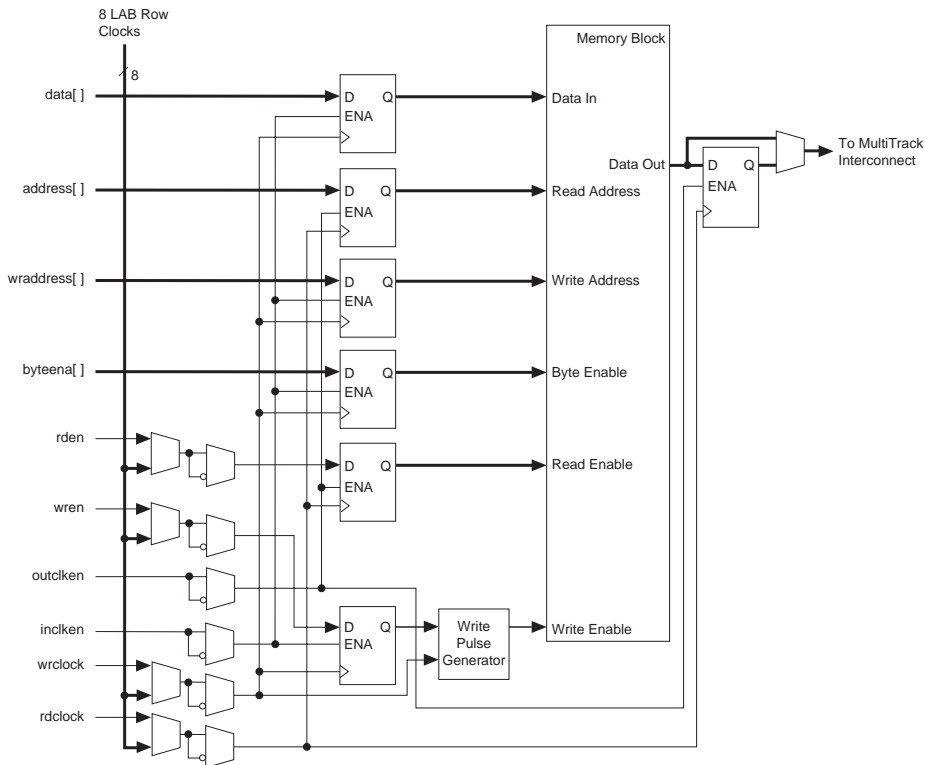 8 LAB Row
Clocks
8
data[ ]
D Q
ENA
Data In
Memory Block
address[ ]
D Q
ENA
Read Address
Data Out
D Q
ENA
To MultiTrack
Interconnect
wraddress[ ]
D Q
ENA
Write Address
byteena[ ]
D Q
ENA
Byte Enable
rden
D Q
ENA
Read Enable
wren
outclken
inclken
D Q
ENA
Write
Pulse
Generator
Write Enable
wrclock
rdclock